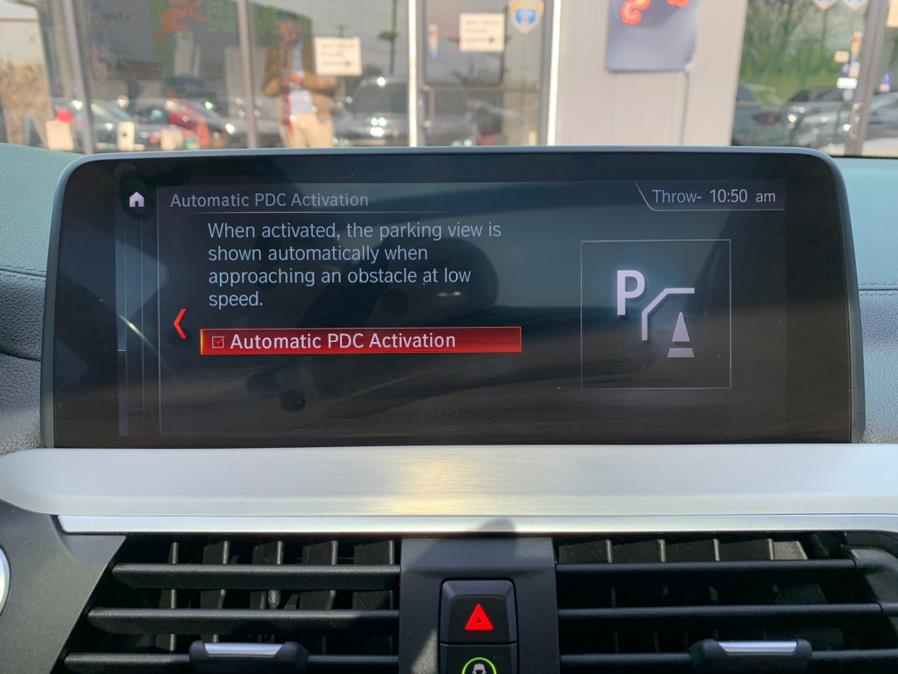 Automatic PDC Activation
Throw- 10:50 am
When activated, the parking view is
shown automatically when
approaching an obstacle at low
speed.
Automatic PDC Activation
P